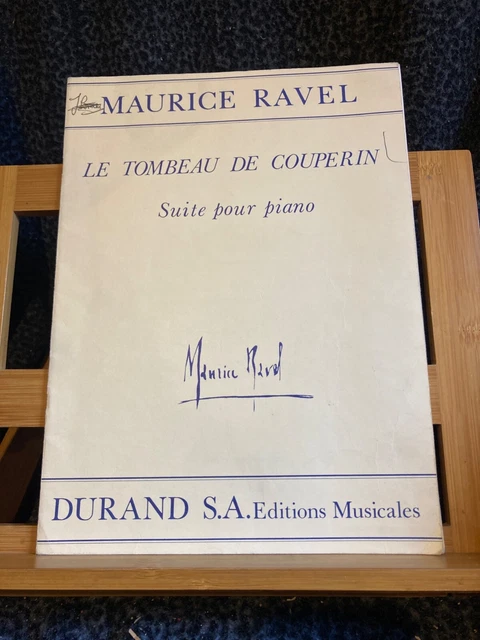 MAURICE RAVEL
LE TOMBEAU DE COUPERIN
Suite pour piano
Maurice Ravel
DURAND S.A. Editions Musicales